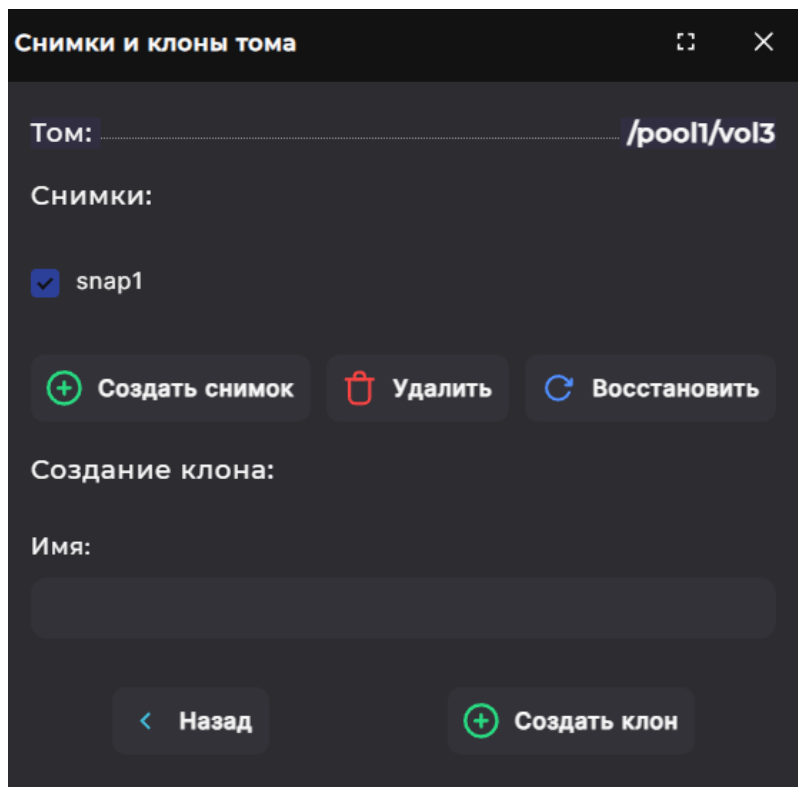 Снимки и клоны тома
Том: /pool1/vol3
Снимки:
snap1
Создать снимок Удалить Восстановить
Создание клона:
Имя:
Назад Создать клон